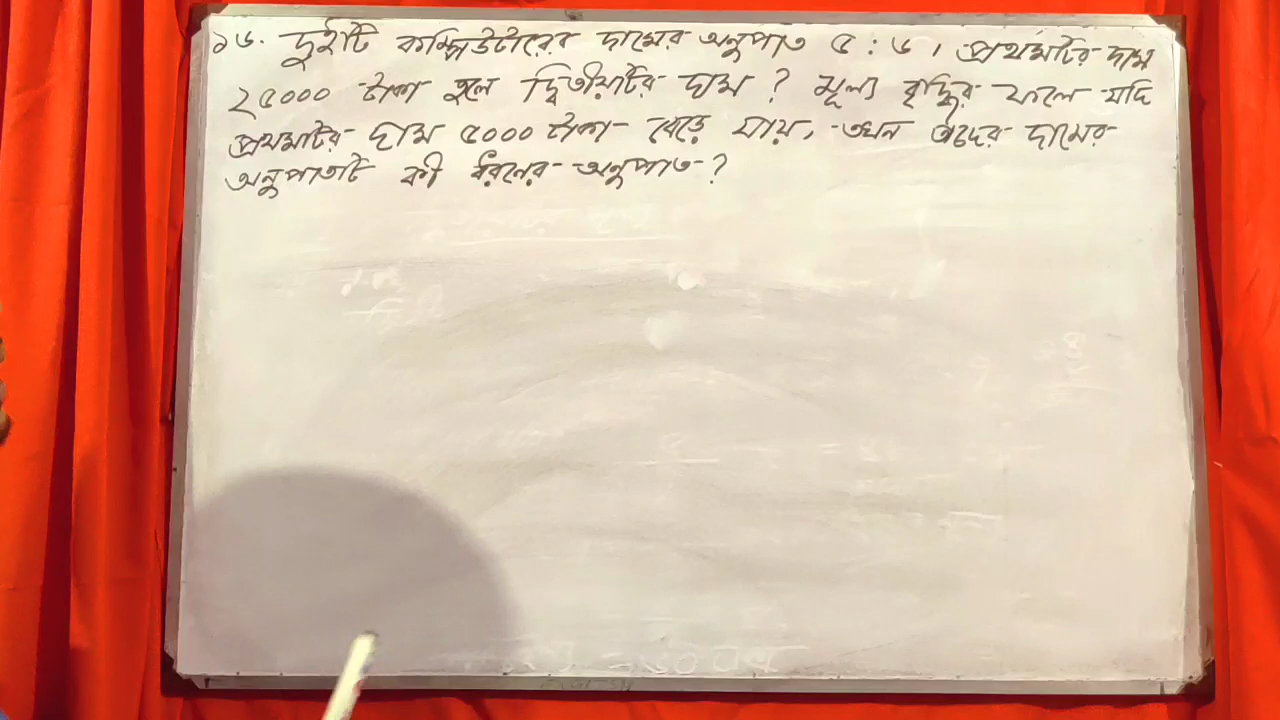 ১৬. দুইটি কম্পিউটারের দামের অনুপাত ৫ : ৬। প্রথমটির দাম
২৫০০০ টাকা হলে দ্বিতীয়টির দাম ? মূল্য বৃদ্ধির ফলে যদি
প্রথমটির দাম ৫০০০ টাকা বেড়ে যায়, তখন তাদের দামের
অনুপাতটি কী ধরনের অনুপাত ?